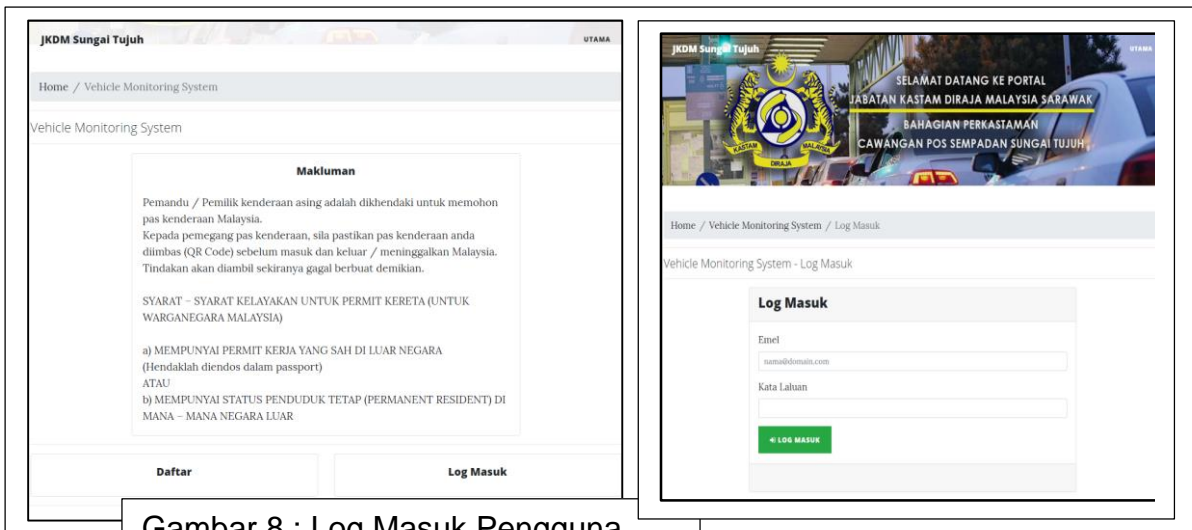 JKDM Sungai Tujuh
UTAMA
Home / Vehicle Monitoring System
Vehicle Monitoring System
Makluman
Pemandu / Pemilik kenderaan asing adalah dikhendaki untuk memohon
pas kenderaan Malaysia.
Kepada pemegang pas kenderaan, sila pastikan pas kenderaan anda
diimbas (QR Code) sebelum masuk dan keluar / meninggalkan Malaysia.
Tindakan akan diambil sekiranya gagal berbuat demikian.
SYARAT – SYARAT KELAYAKAN UNTUK PERMIT KERETA (UNTUK
WARGANEGARA MALAYSIA)
a) MEMPUNYAI PERMIT KERJA YANG SAH DI LUAR NEGARA
(Hendaklah diendos dalam passport)
ATAU
b) MEMPUNYAI STATUS PENDUDUK TETAP (PERMANENT RESIDENT) DI
MANA – MANA NEGARA LUAR
Daftar
Log Masuk
JKDM Sungai Tujuh
UTAMA
SELAMAT DATANG KE PORTAL
JABATAN KASTAM DIRAJA MALAYSIA SARAWAK
BAHAGIAN PERKASTAMAN
CAWANGAN POS SEMPADAN SUNGAI TUJUH
KASTAM
DIRAJA
MALAYSIA
Home / Vehicle Monitoring System / Log Masuk
Vehicle Monitoring System - Log Masuk
Log Masuk
Emel
nama@domain.com
Kata Laluan
LOG MASUK
Gambar 8 : Log Masuk Pengguna